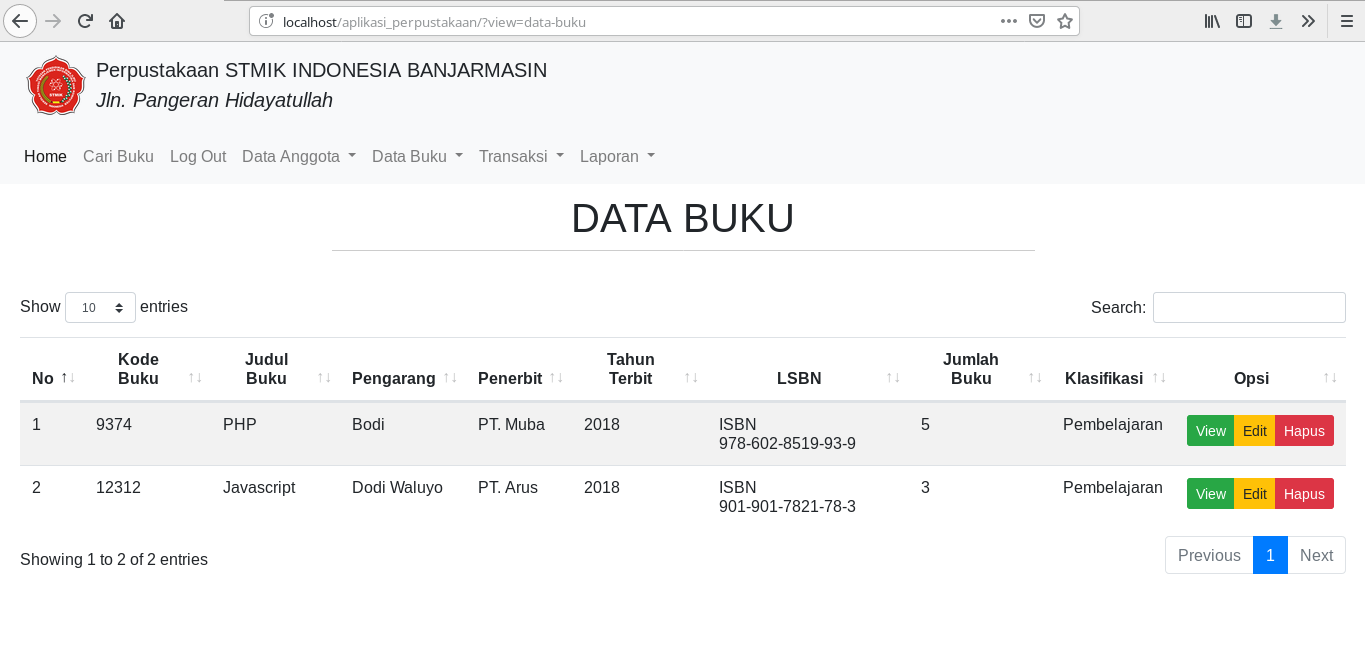 localhost/aplikasi_perpustakaan/?view=data-buku
STMIK
Perpustakaan STMIK INDONESIA BANJARMASIN
Jln. Pangeran Hidayatullah
Home Cari Buku Log Out Data Anggota Data Buku Transaksi Laporan
DATA BUKU
Show 10 entries Search:
No Kode Buku Judul Buku Pengarang Penerbit Tahun Terbit LSBN Jumlah Buku Klasifikasi Opsi
1 9374 PHP Bodi PT. Muba 2018 ISBN 978-602-8519-93-9 5 Pembelajaran View Edit Hapus
2 12312 Javascript Dodi Waluyo PT. Arus 2018 ISBN 901-901-7821-78-3 3 Pembelajaran View Edit Hapus
Showing 1 to 2 of 2 entries Previous 1 Next